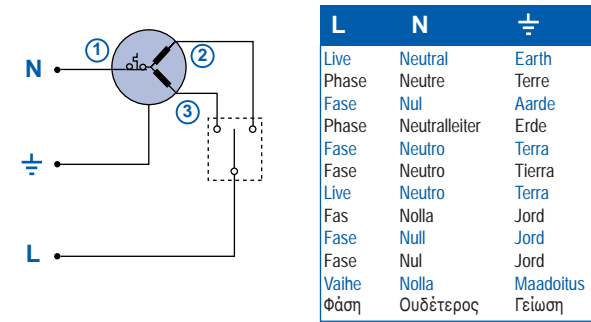 1
2
3
N
L
L N
Live Neutral Earth
Phase Neutre Terre
Fase Nul Aarde
Phase Neutralleiter Erde
Fase Neutro Terra
Fase Neutro Tierra
Live Neutro Terra
Fas Nolla Jord
Fase Null Jord
Fase Nul Jord
Vaihe Nolla Maadoitus
Φάση Ουδέτερος Γείωση